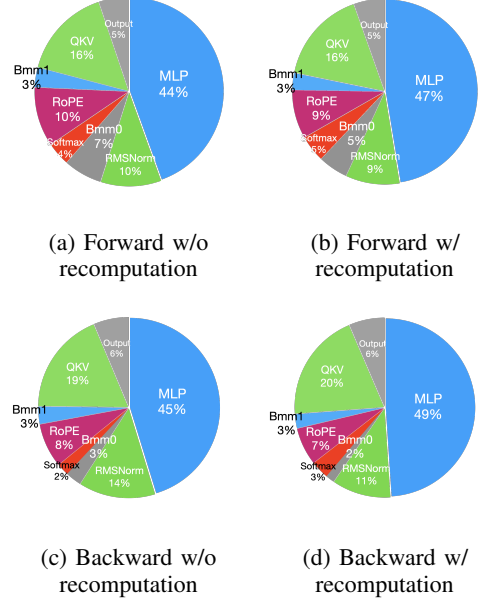 Output
5%
QKV
16%
Bmm1
3%
MLP
44%
RoPE
10%
Softmax
4%
Bmm0
7%
RMSNorm
10%
Output
5%
QKV
16%
Bmm1
3%
MLP
47%
RoPE
9%
Softmax
5%
Bmm0
5%
RMSNorm
9%
(a) Forward w/o
recomputation
(b) Forward w/
recomputation
Output
6%
QKV
19%
MLP
45%
Bmm1
3%
RoPE
8%
Bmm0
3%
Softmax
2%
RMSNorm
14%
Output
6%
QKV
20%
MLP
49%
Bmm1
3%
RoPE
7%
Bmm0
2%
Softmax
3%
RMSNorm
11%
(c) Backward w/o
recomputation
(d) Backward w/
recomputation